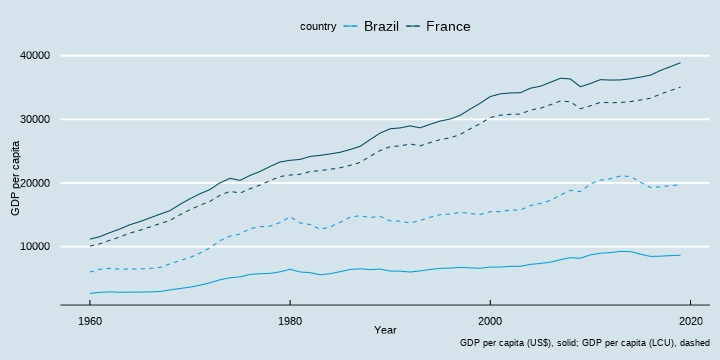 country Brazil France
40000
30000
20000
10000
GDP per capita
1960 1980 2000 2020
Year
GDP per capita (US$), solid; GDP per capita (LCU), dashed